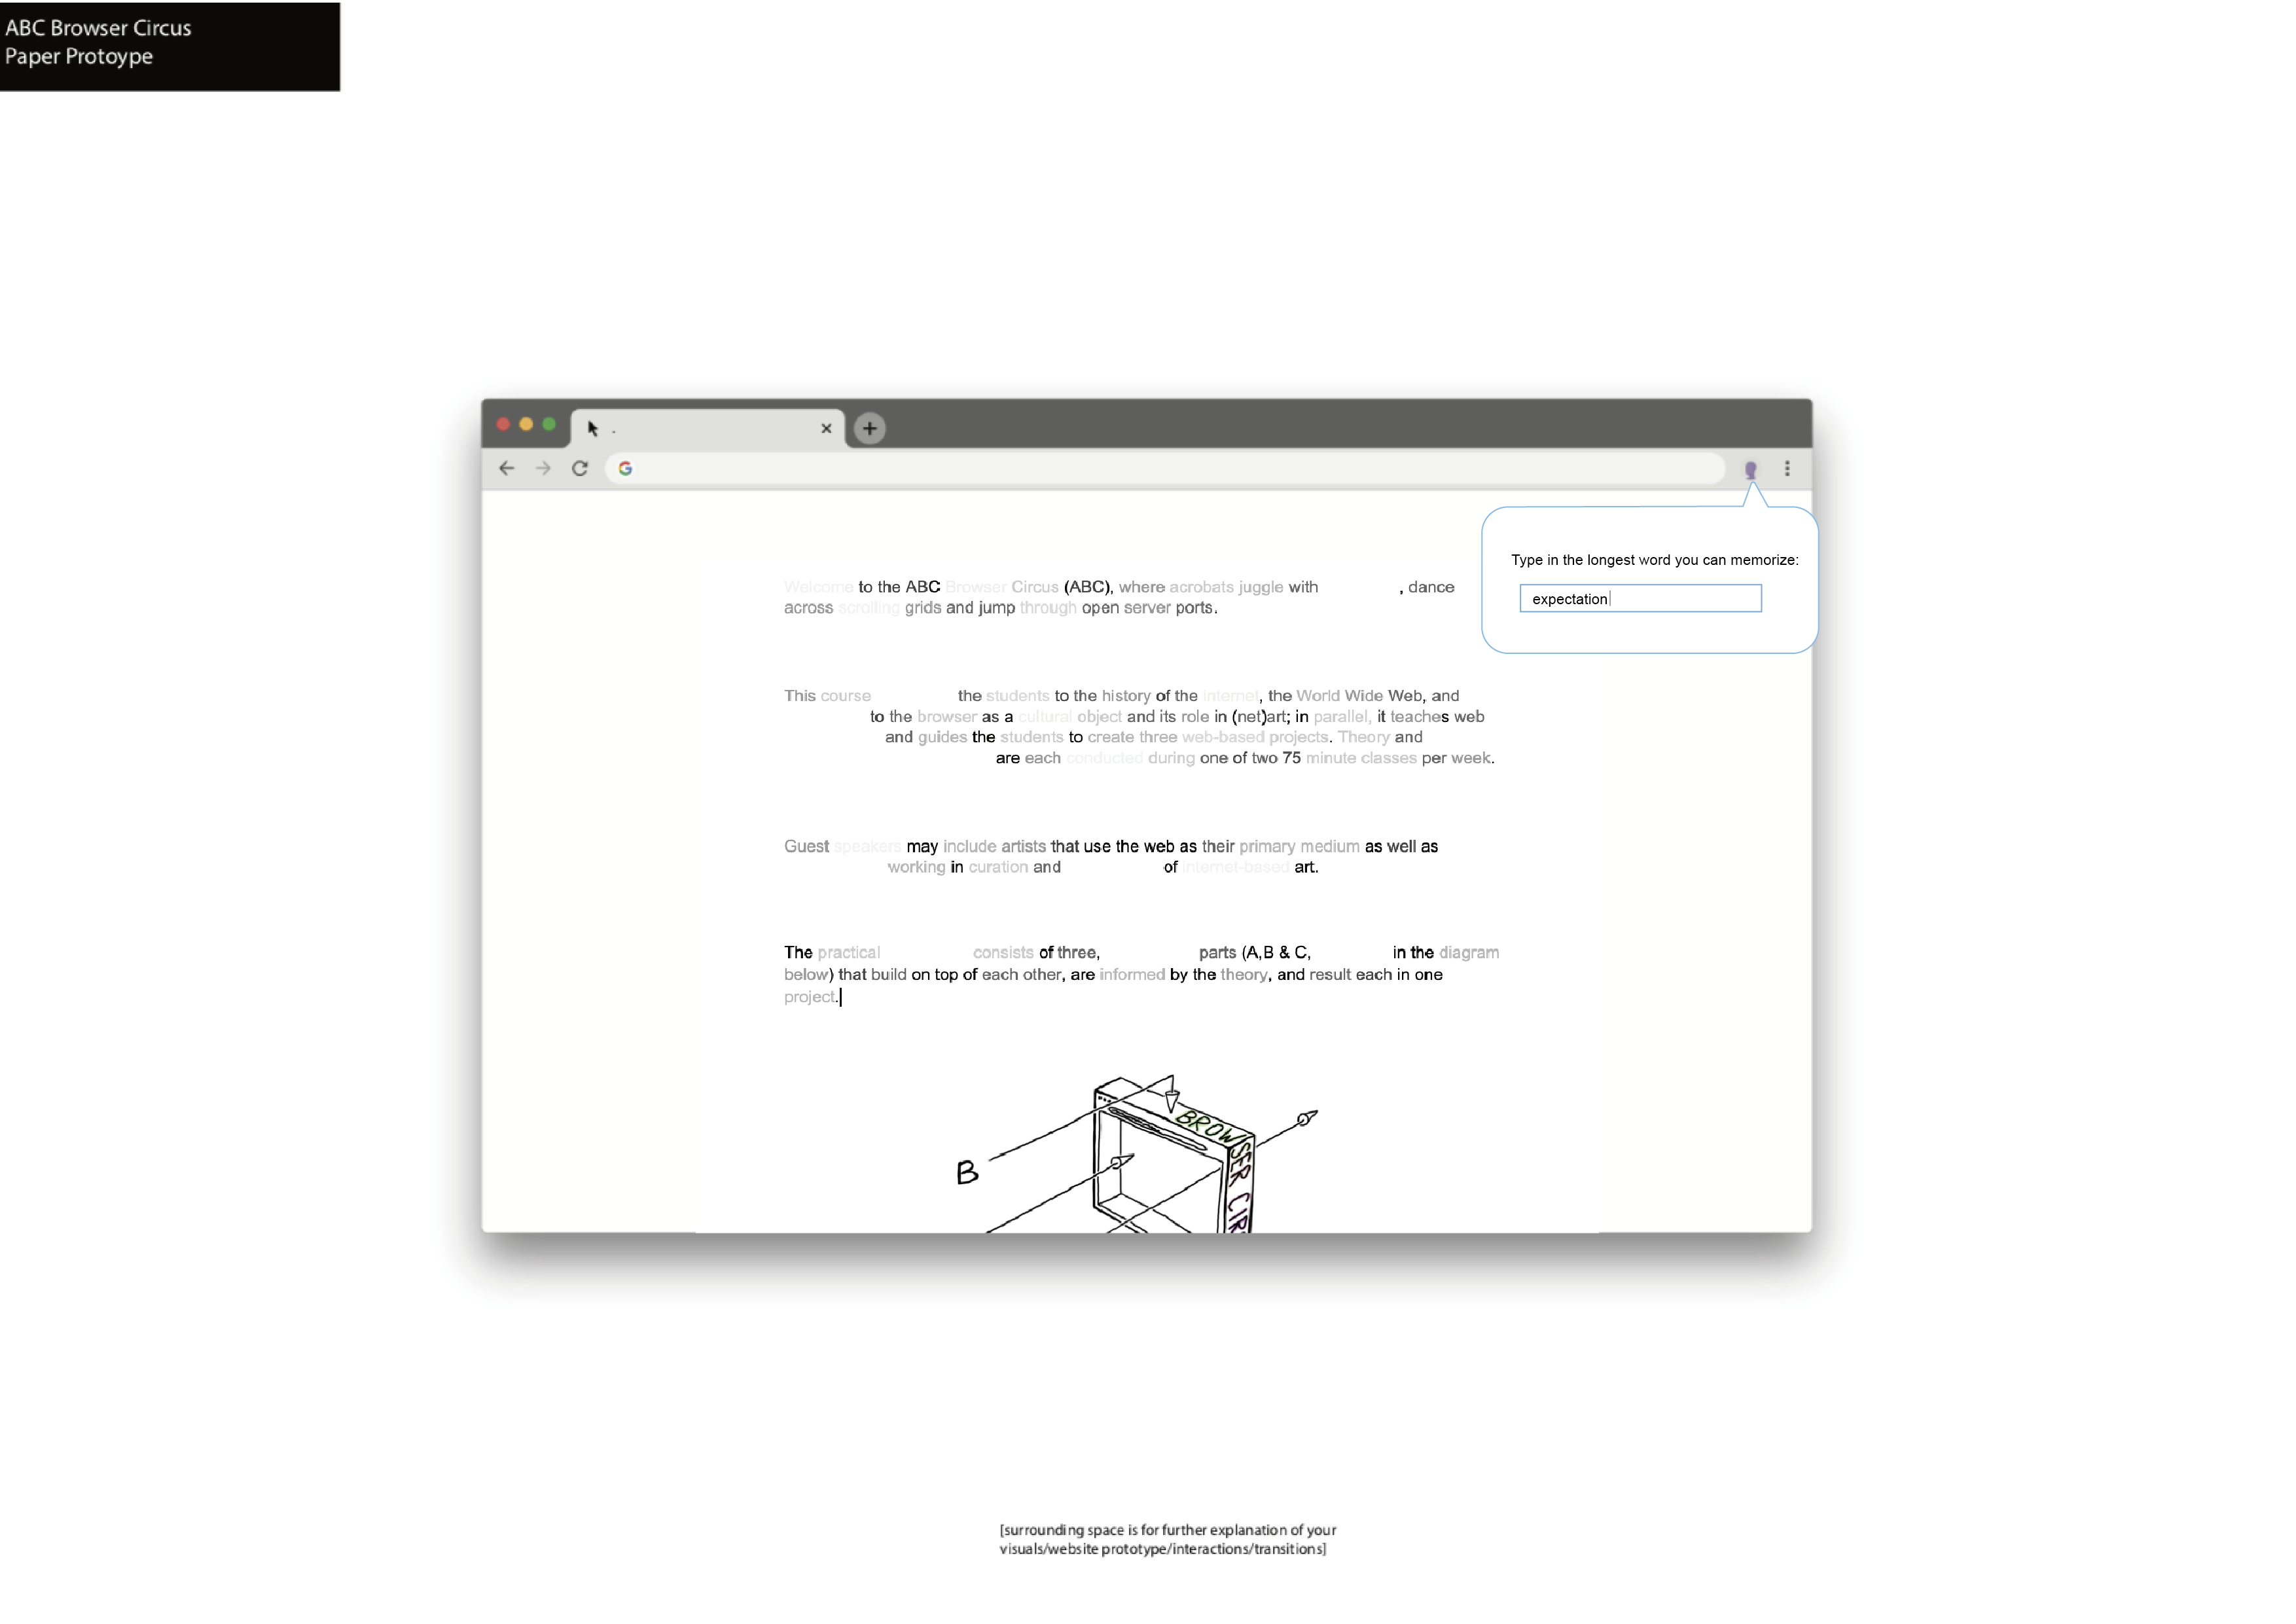 ABC Browser Circus
Paper Protoype
Type in the longest word you can memorize:
expectation
Welcome to the ABC Browser Circus (ABC), where acrobats juggle with , dance
across scrolling grids and jump through open server ports.
This course the students to the history of the internet, the World Wide Web, and
to the browser as a cultural object and its role in (net)art; in parallel, it teaches web
and guides the students to create three web-based projects. Theory and
are each conducted during one of two 75 minute classes per week.
Guest speakers may include artists that use the web as their primary medium as well as
working in curation and of internet-based art.
The practical consists of three, parts (A,B & C, in the diagram
below) that build on top of each other, are informed by the theory, and result each in one
project.
BROWSER CIR
B
[surrounding space is for further explanation of your
visuals/website prototype/interactions/transitions]